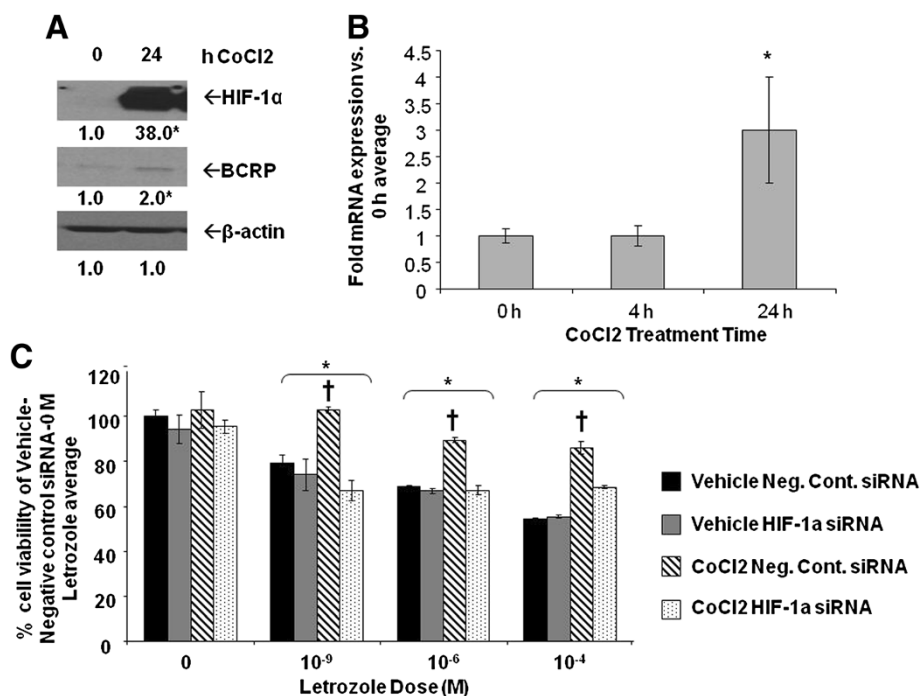 A
0 24 h CoCl2
←HIF-1α
1.0 38.0*
←BCRP
1.0 2.0*
←β-actin
1.0 1.0
B
Fold mRNA expression vs.
0 h average
4.5
4
3.5
3
2.5
2
1.5
1
0.5
0
*
0 h 4 h 24 h
CoCl2 Treatment Time
C
% cell viability of Vehicle-
Negative control siRNA-0 M
Letrozole average
120
100
80
60
40
20
0
* * *
† † †
0 10⁻⁹ 10⁻⁶ 10⁻⁴
Letrozole Dose (M)
Vehicle Neg. Cont. siRNA
Vehicle HIF-1a siRNA
CoCl2 Neg. Cont. siRNA
CoCl2 HIF-1a siRNA